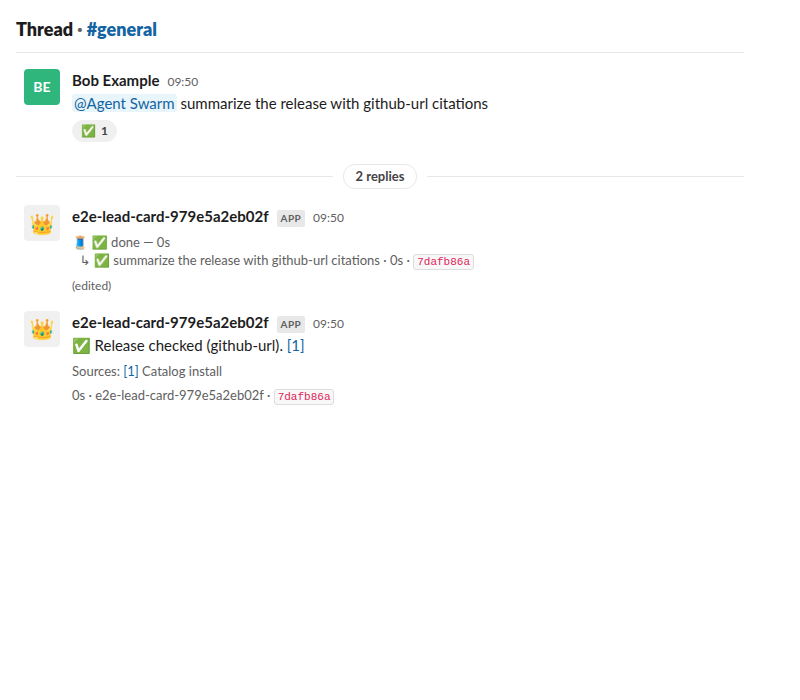 Thread • #general
BE
Bob Example 09:50
@Agent Swarm summarize the release with github-url citations
✅ 1
2 replies
e2e-lead-card-979e5a2eb02f APP 09:50
🧵 ✅ done — 0s
↳ ✅ summarize the release with github-url citations · 0s · 7dafb86a
(edited)
e2e-lead-card-979e5a2eb02f APP 09:50
✅ Release checked (github-url). [1]
Sources: [1] Catalog install
0s · e2e-lead-card-979e5a2eb02f · 7dafb86a